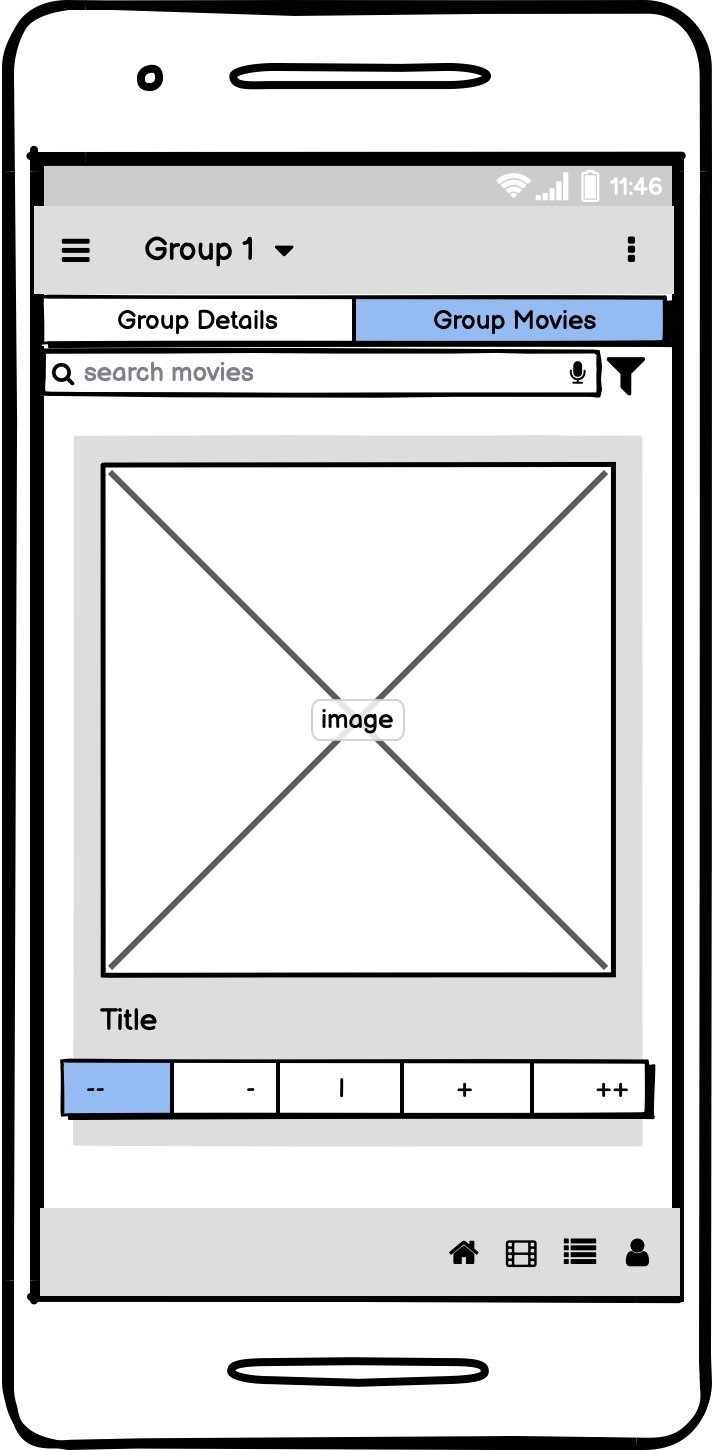 11:46
Group 1
Group Details Group Movies
search movies
image
Title
-- - | + ++